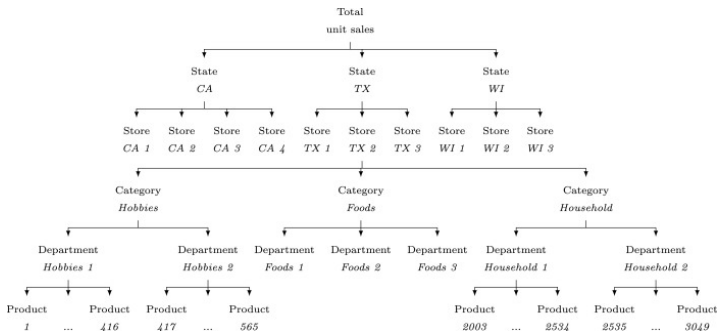 Total
unit sales
State State State
CA TX WI
Store Store Store Store Store Store Store Store Store Store
CA 1 CA 2 CA 3 CA 4 TX 1 TX 2 TX 3 WI 1 WI 2 WI 3
Category Category Category
Hobbies Foods Household
Department Department Department Department Department Department Department
Hobbies 1 Hobbies 2 Foods 1 Foods 2 Foods 3 Household 1 Household 2
Product Product Product Product Product Product Product Product
1 ... 416 417 ... 565 2003 ... 2534 2535 ... 3049